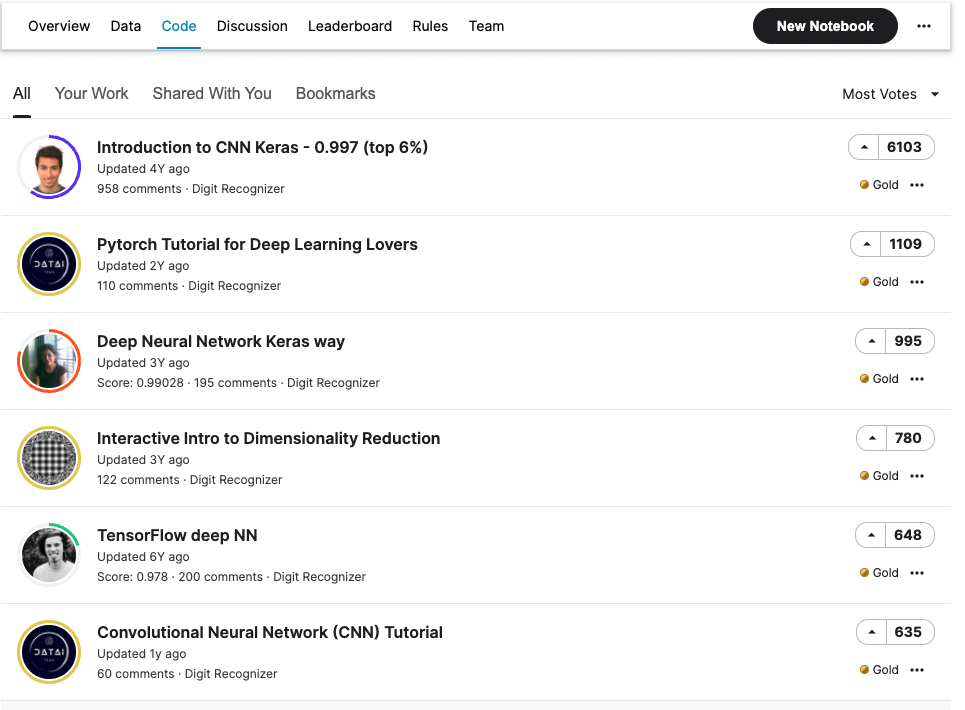 Overview Data Code Discussion Leaderboard Rules Team New Notebook
All Your Work Shared With You Bookmarks Most Votes
Introduction to CNN Keras - 0.997 (top 6%) 6103
Updated 4Y ago
958 comments · Digit Recognizer Gold
Pytorch Tutorial for Deep Learning Lovers 1109
DATAI
TEAM
Updated 2Y ago
110 comments · Digit Recognizer Gold
Deep Neural Network Keras way 995
Updated 3Y ago
Score: 0.99028 · 195 comments · Digit Recognizer Gold
Interactive Intro to Dimensionality Reduction 780
Updated 3Y ago
122 comments · Digit Recognizer Gold
TensorFlow deep NN 648
Updated 6Y ago
Score: 0.978 · 200 comments · Digit Recognizer Gold
Convolutional Neural Network (CNN) Tutorial 635
DATAI
TEAM
Updated 1y ago
60 comments · Digit Recognizer Gold